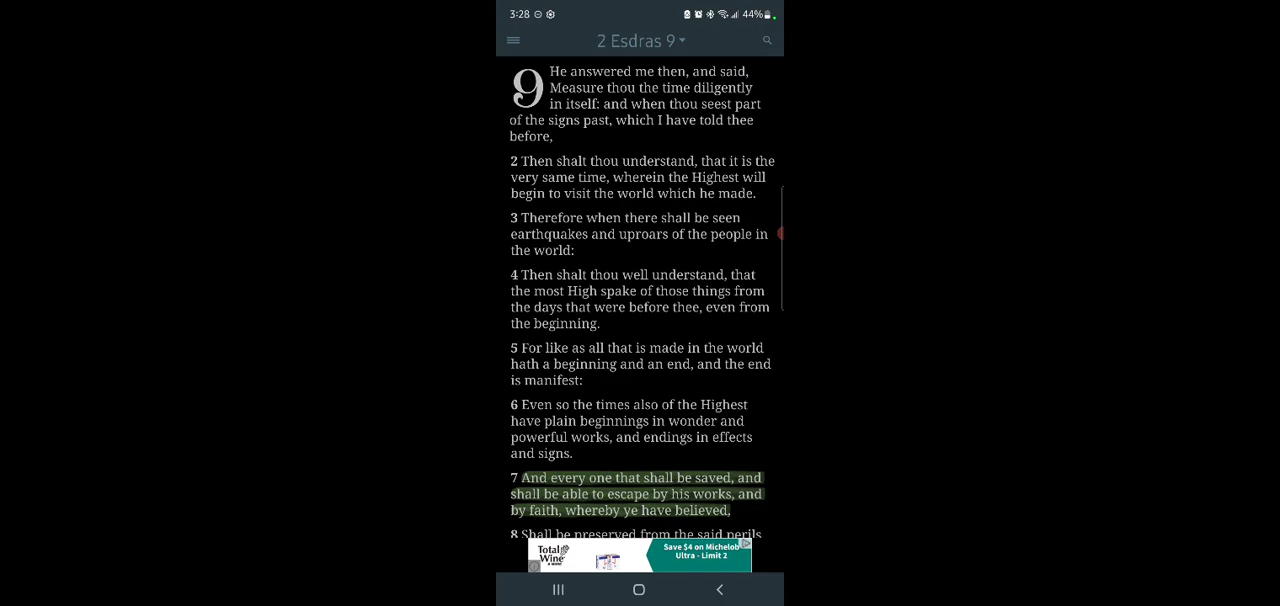 3:28
44%
2 Esdras 9
9 He answered me then, and said,
Measure thou the time diligently
in itself: and when thou seest part
of the signs past, which I have told thee
before,
2 Then shalt thou understand, that it is the
very same time, wherein the Highest will
begin to visit the world which he made.
3 Therefore when there shall be seen
earthquakes and uproars of the people in
the world:
4 Then shalt thou well understand, that
the most High spake of those things from
the days that were before thee, even from
the beginning.
5 For like as all that is made in the world
hath a beginning and an end, and the end
is manifest:
6 Even so the times also of the Highest
have plain beginnings in wonder and
powerful works, and endings in effects
and signs.
7 And every one that shall be saved, and
shall be able to escape by his works, and
by faith, whereby ye have believed,
8 Shall be preserved from the said perils
Total
Wine
Save $4 on Michelob
Ultra - Limit 2